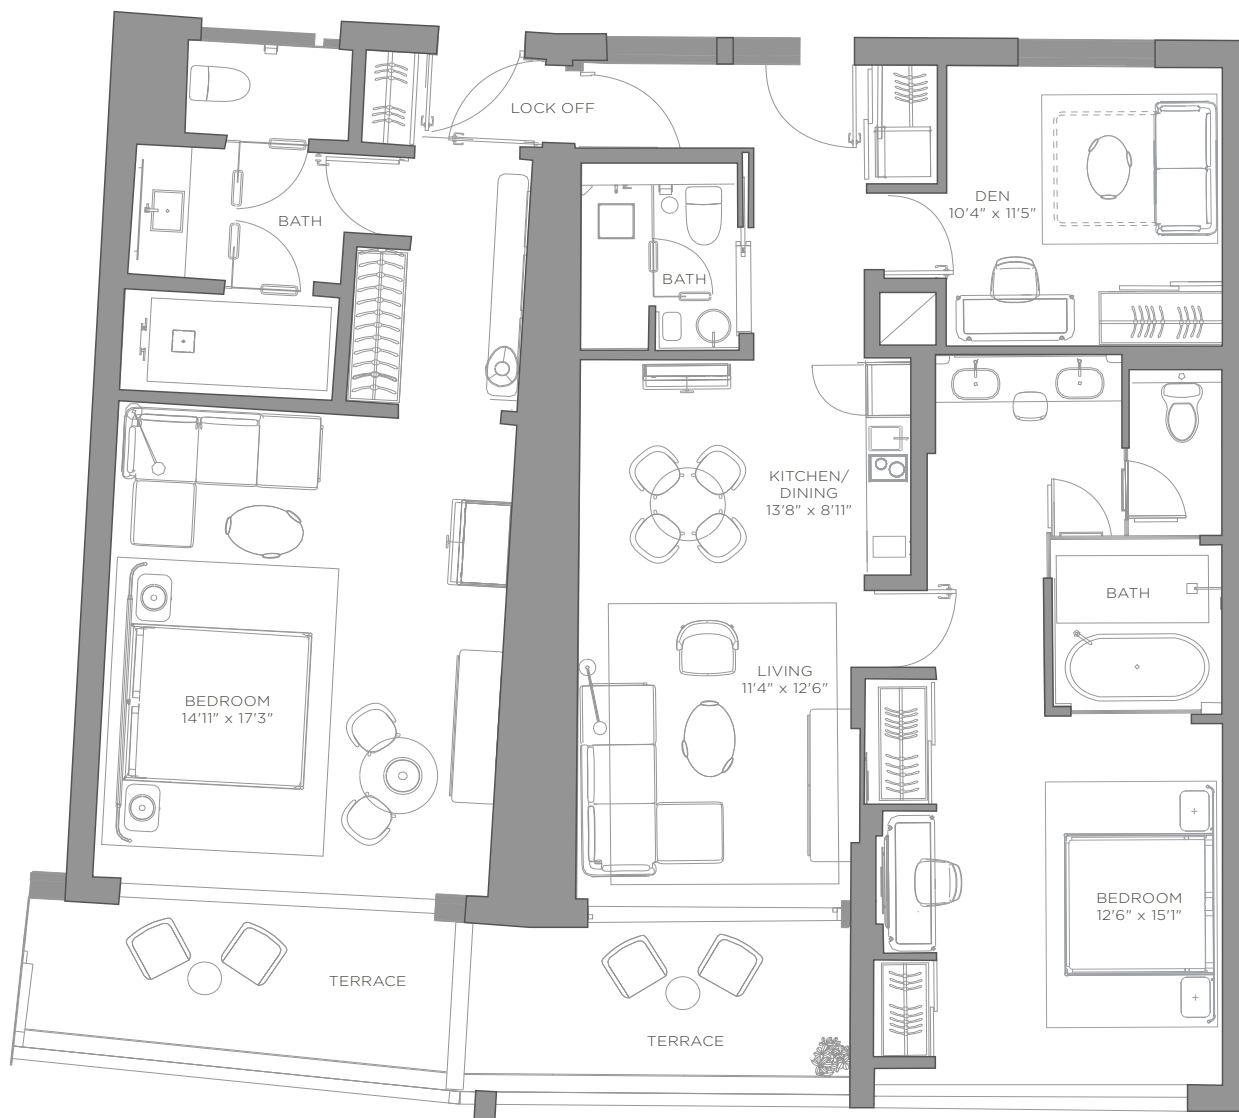 LOCK OFF
DEN
10'4" x 11'5"
BATH
BATH
KITCHEN/
DINING
13'8" x 8'11"
BATH
LIVING
11'4" x 12'6"
BEDROOM
14'11" x 17'3"
BEDROOM
12'6" x 15'1"
TERRACE
TERRACE